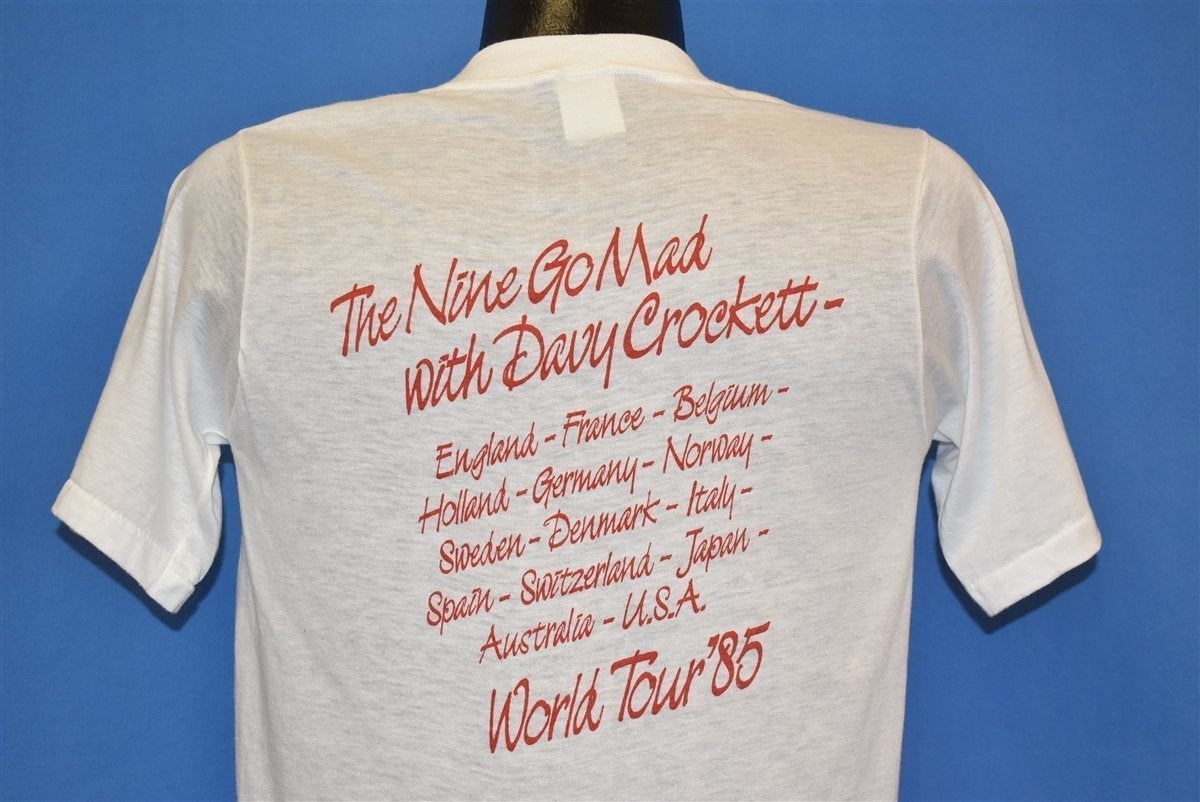 The Nine Go Mad
with Davy Crockett -
England - France - Belgium -
Holland - Germany - Norway -
Sweden - Denmark - Italy -
Spain - Switzerland - Japan -
Australia - U.S.A.
World Tour '85